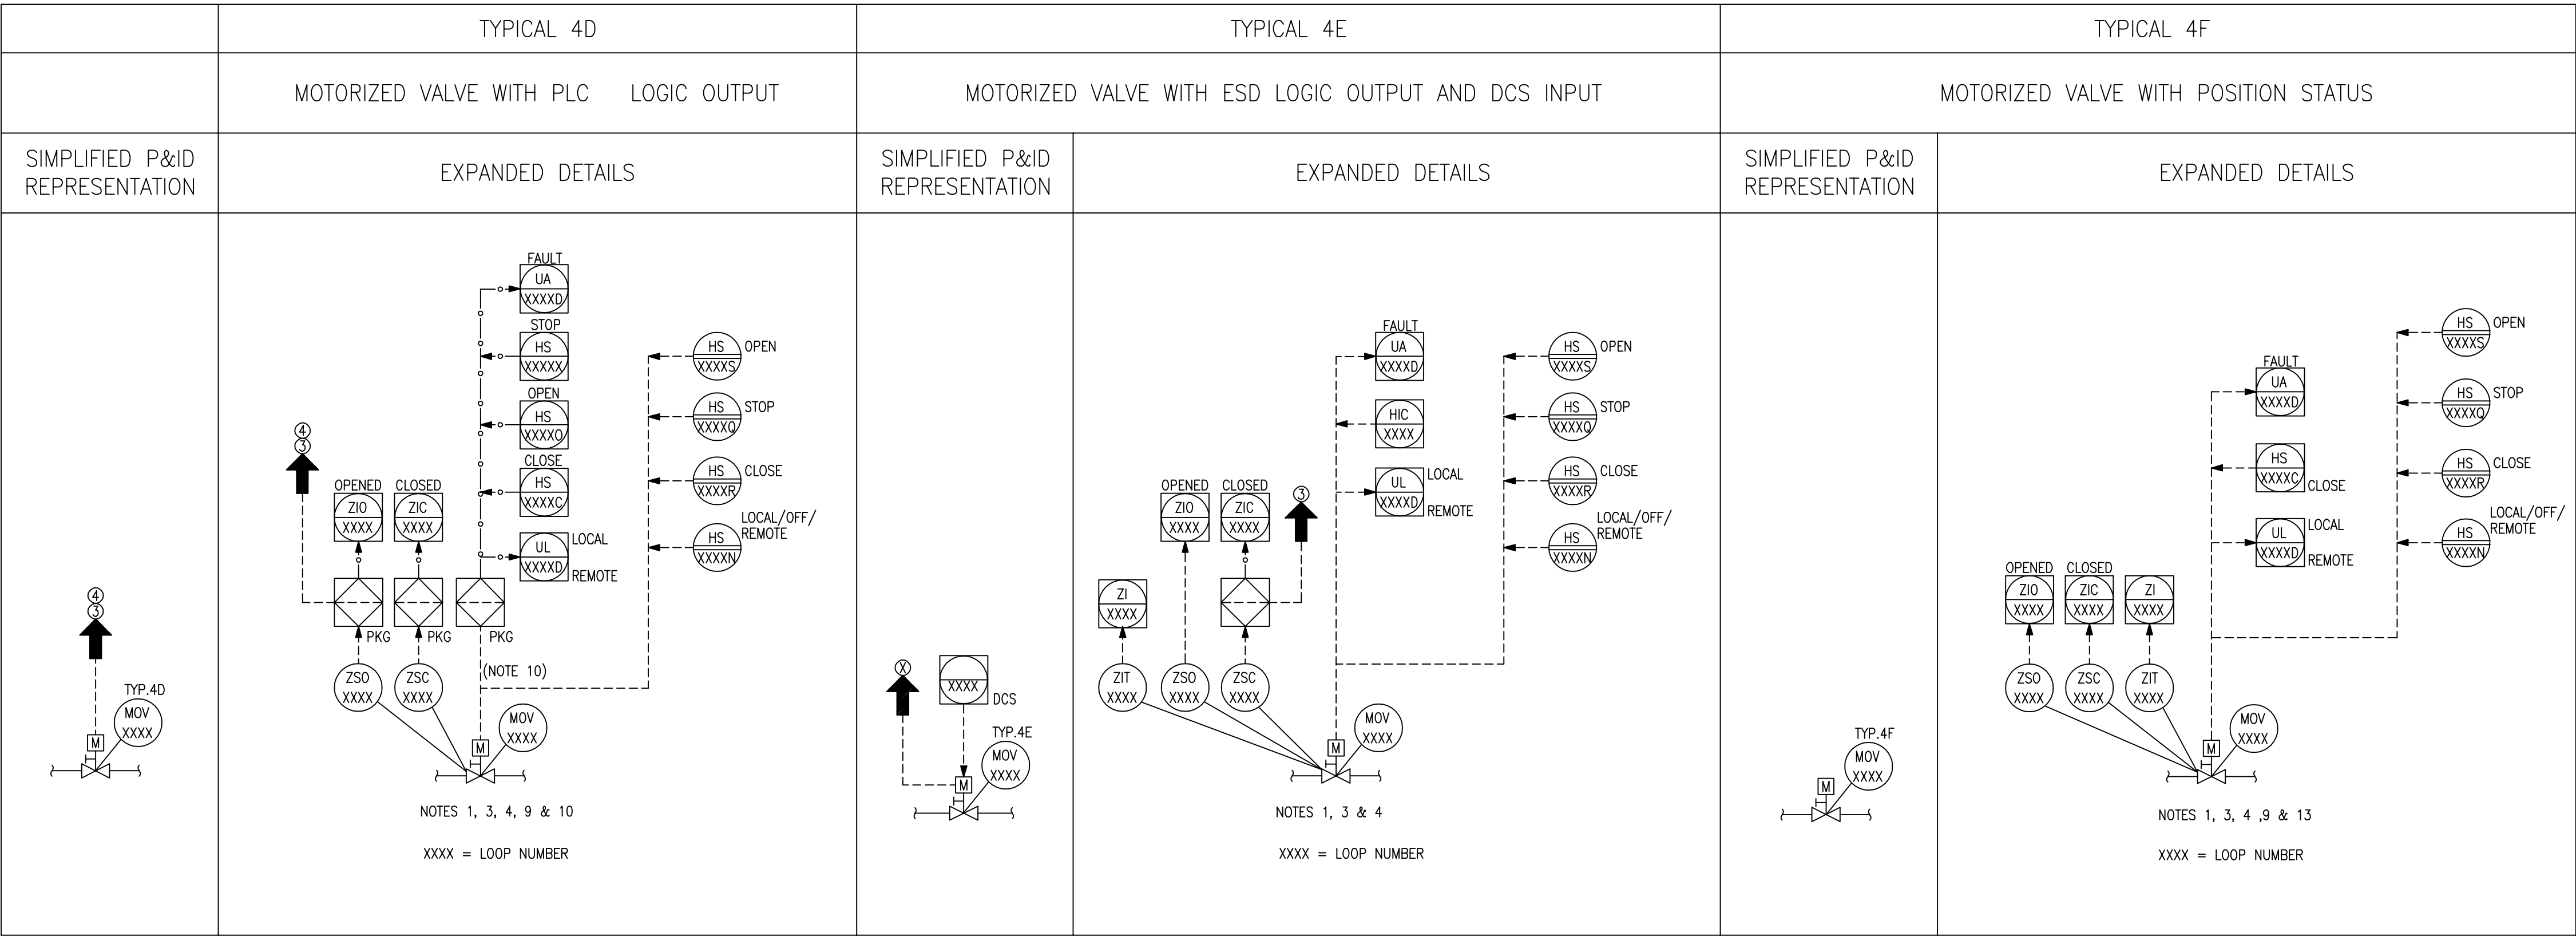 TYPICAL 4D
TYPICAL 4E
TYPICAL 4F
MOTORIZED VALVE WITH PLC LOGIC OUTPUT
MOTORIZED VALVE WITH ESD LOGIC OUTPUT AND DCS INPUT
MOTORIZED VALVE WITH POSITION STATUS
SIMPLIFIED P&ID
REPRESENTATION
EXPANDED DETAILS
SIMPLIFIED P&ID
REPRESENTATION
EXPANDED DETAILS
SIMPLIFIED P&ID
REPRESENTATION
EXPANDED DETAILS
4
3
TYP.4D
MOV
XXXX
M
FAULT
UA
XXXXD
STOP
HS
XXXXX
OPEN
HS
XXXXO
CLOSE
HS
XXXXC
UL
XXXXD
LOCAL
REMOTE
HS
XXXXS
OPEN
HS
XXXXQ
STOP
HS
XXXXR
CLOSE
HS
XXXXN
LOCAL/OFF/
REMOTE
4
3
OPENED
ZIO
XXXX
CLOSED
ZIC
XXXX
PKG
PKG
PKG
(NOTE 10)
ZSO
XXXX
ZSC
XXXX
MOV
XXXX
M
NOTES 1, 3, 4, 9 & 10
XXXX = LOOP NUMBER
X
XXXX
DCS
TYP.4E
MOV
XXXX
M
FAULT
UA
XXXXD
HIC
XXXX
UL
XXXXD
LOCAL
REMOTE
HS
XXXXS
OPEN
HS
XXXXQ
STOP
HS
XXXXR
CLOSE
HS
XXXXN
LOCAL/OFF/
REMOTE
OPENED
ZIO
XXXX
CLOSED
ZIC
XXXX
3
ZI
XXXX
ZIT
XXXX
ZSO
XXXX
ZSC
XXXX
MOV
XXXX
M
NOTES 1, 3 & 4
XXXX = LOOP NUMBER
TYP.4F
MOV
XXXX
M
HS
XXXXS
OPEN
FAULT
UA
XXXXD
HS
XXXXQ
STOP
HS
XXXXC
CLOSE
HS
XXXXR
CLOSE
UL
XXXXD
LOCAL
REMOTE
HS
XXXXN
LOCAL/OFF/
REMOTE
OPENED
ZIO
XXXX
CLOSED
ZIC
XXXX
ZI
XXXX
ZSO
XXXX
ZSC
XXXX
ZIT
XXXX
MOV
XXXX
M
NOTES 1, 3, 4 ,9 & 13
XXXX = LOOP NUMBER